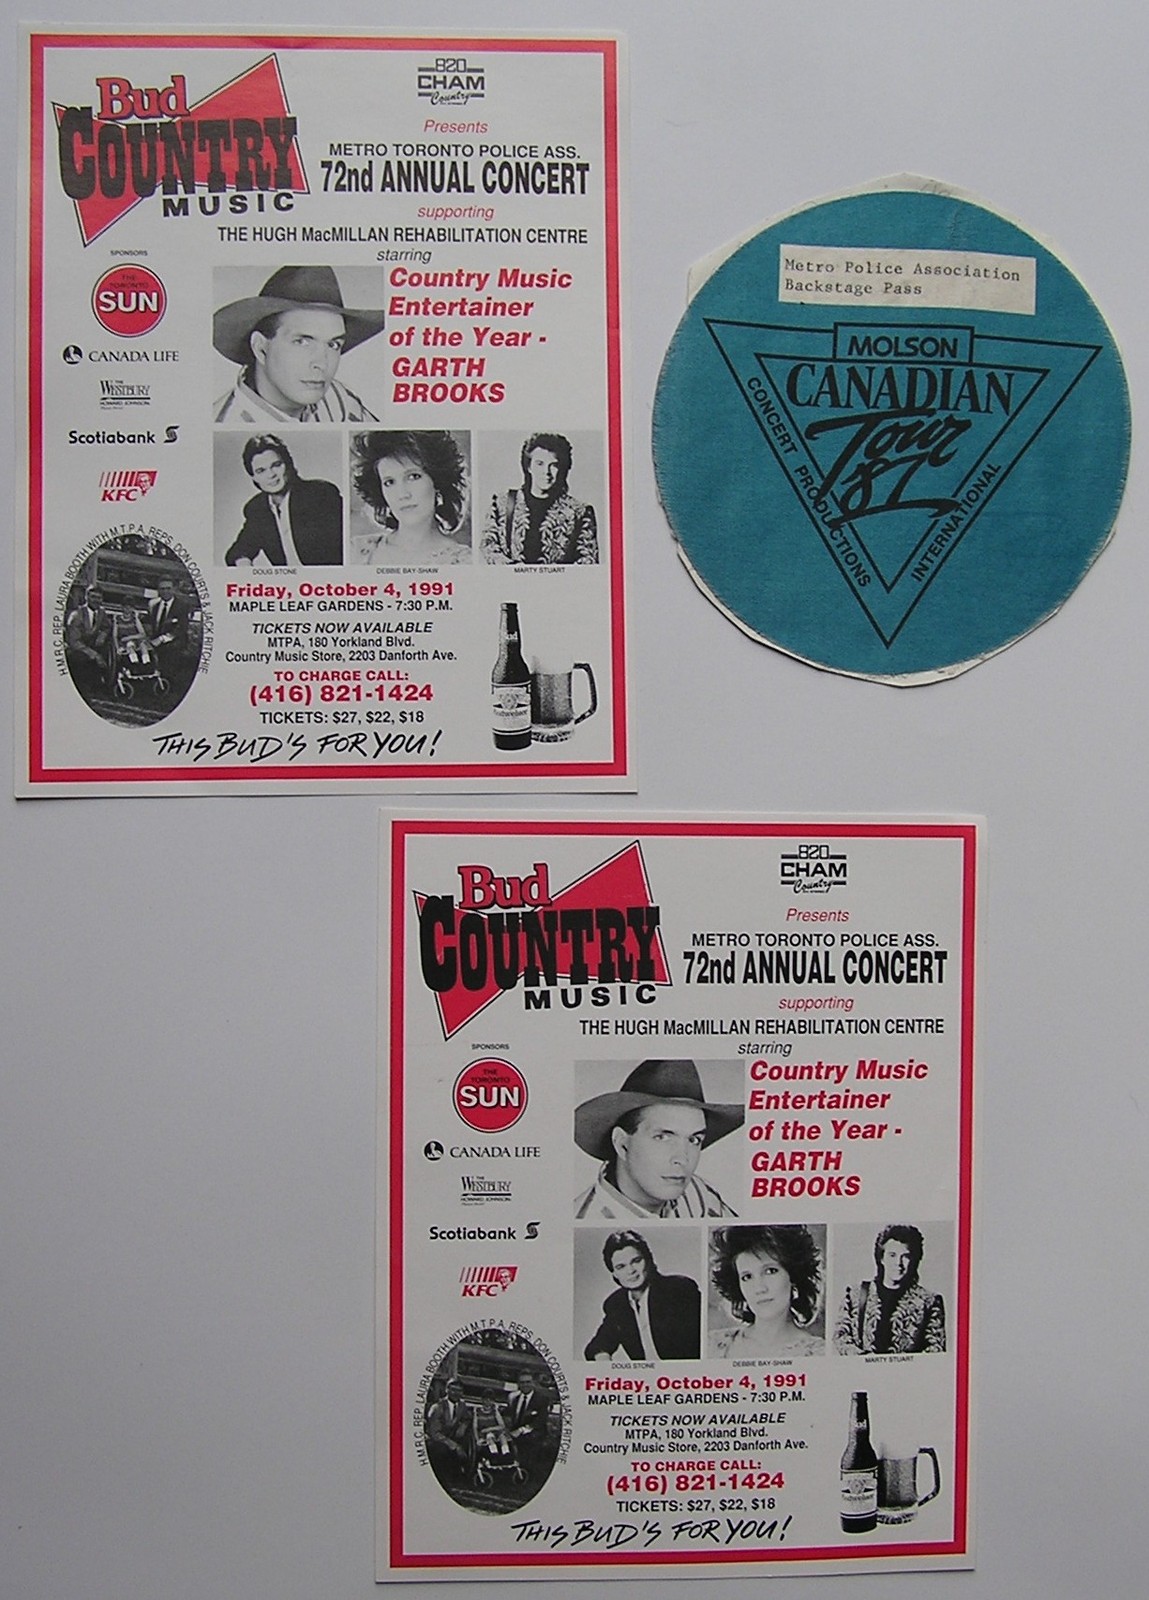 Bud
COUNTRY
MUSIC
820
CHAM
Country
Presents
METRO TORONTO POLICE ASS.
72nd ANNUAL CONCERT
supporting
THE HUGH MacMILLAN REHABILITATION CENTRE
starring
SPONSORS
THE TORONTO
SUN
CANADA LIFE
THE
WESTBURY
HOWARD JOHNSON
Scotiabank
KFC
Country Music
Entertainer
of the Year -
GARTH
BROOKS
DOUG STONE
DEBBIE BAY-SHAW
MARTY STUART
H.M.R.C. REP. LAURA BOOTH WITH M.T.P.A. REPS. DON COURTS & JACK RITCHIE
Friday, October 4, 1991
MAPLE LEAF GARDENS - 7:30 P.M.
TICKETS NOW AVAILABLE
MTPA, 180 Yorkland Blvd.
Country Music Store, 2203 Danforth Ave.
TO CHARGE CALL:
(416) 821-1424
TICKETS: $27, $22, $18
Bud
Budweiser
THIS BUD'S FOR YOU!
Metro Police Association
Backstage Pass
MOLSON
CANADIAN
Tour
87
CONCERT PRODUCTIONS
INTERNATIONAL
Bud
COUNTRY
MUSIC
820
CHAM
Country
Presents
METRO TORONTO POLICE ASS.
72nd ANNUAL CONCERT
supporting
THE HUGH MacMILLAN REHABILITATION CENTRE
starring
SPONSORS
THE TORONTO
SUN
CANADA LIFE
THE
WESTBURY
HOWARD JOHNSON
Scotiabank
KFC
Country Music
Entertainer
of the Year -
GARTH
BROOKS
DOUG STONE
DEBBIE BAY-SHAW
MARTY STUART
H.M.R.C. REP. LAURA BOOTH WITH M.T.P.A. REPS. DON COURTS & JACK RITCHIE
Friday, October 4, 1991
MAPLE LEAF GARDENS - 7:30 P.M.
TICKETS NOW AVAILABLE
MTPA, 180 Yorkland Blvd.
Country Music Store, 2203 Danforth Ave.
TO CHARGE CALL:
(416) 821-1424
TICKETS: $27, $22, $18
Budweiser
THIS BUD'S FOR YOU!